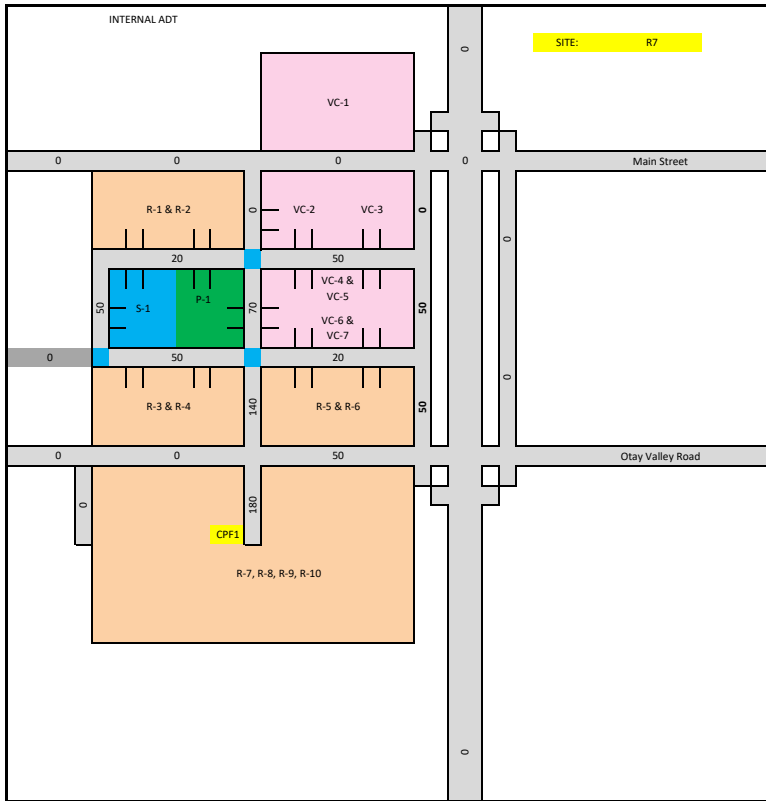 INTERNAL ADT
SITE: R7
0
VC-1
0 0 0 0 Main Street
R-1 & R-2
0
VC-2 VC-3
0
0
20 50
50
S-1
P-1
70
VC-4 &
VC-5
VC-6 &
VC-7
50
0 50 20
R-3 & R-4
140
R-5 & R-6
50
0
0 0 50 Otay Valley Road
0
180
CPF1
R-7, R-8, R-9, R-10
0